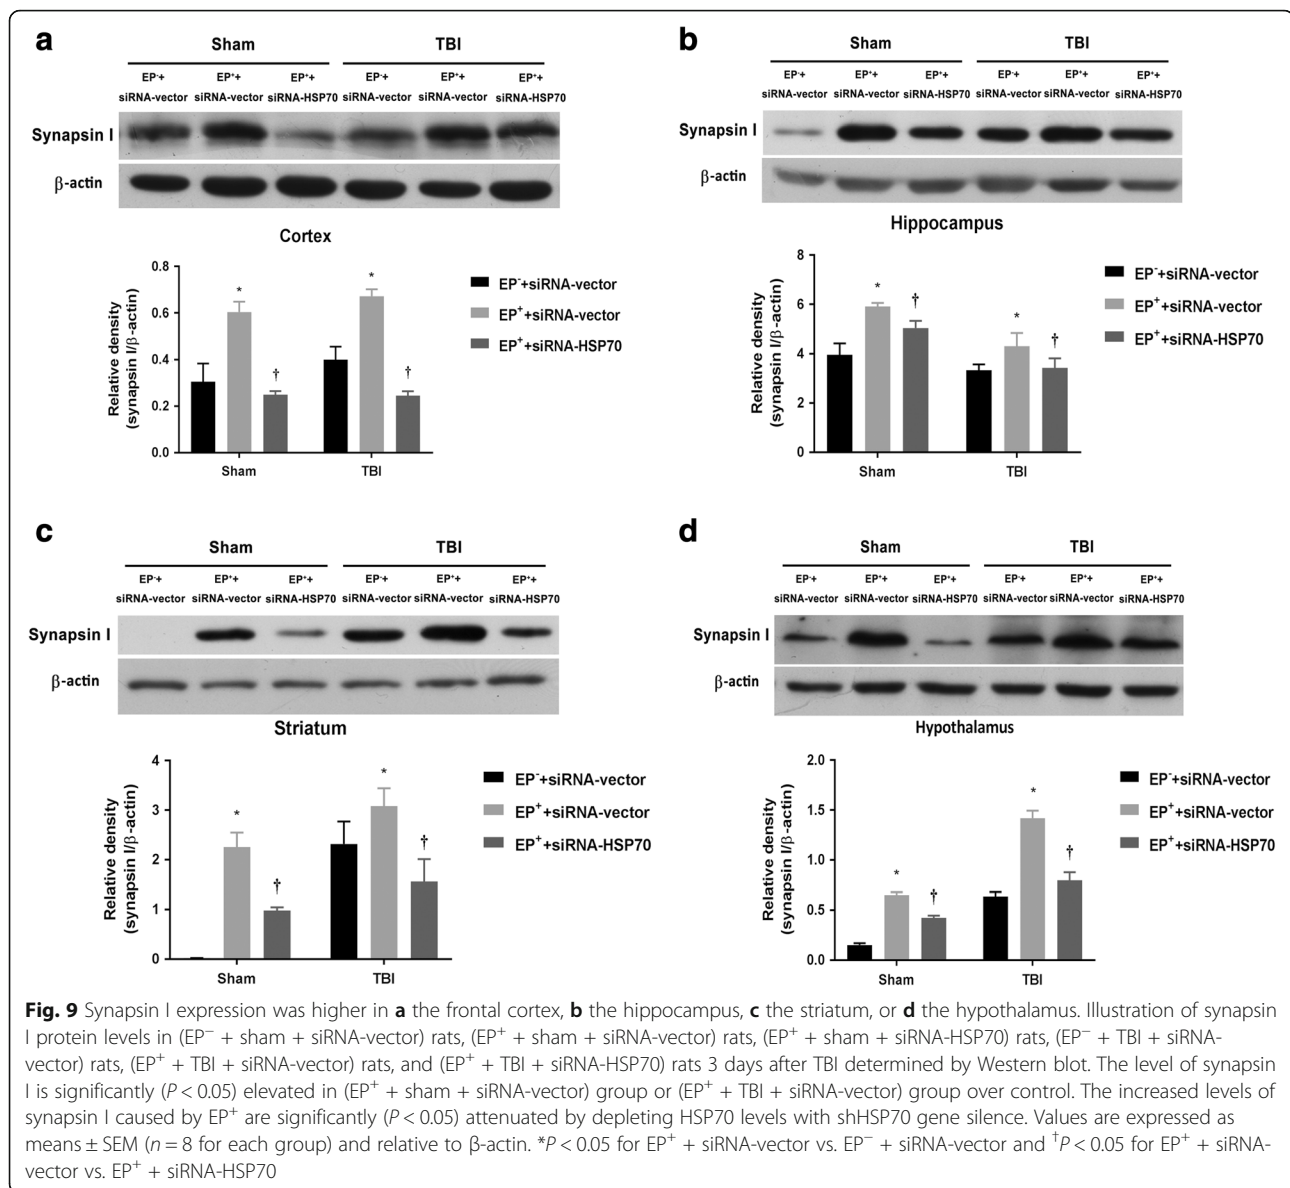 a
Sham TBI
EP⁻+ EP⁺+ EP⁺+ EP⁻+ EP⁺+ EP⁺+
siRNA-vector siRNA-vector siRNA-HSP70 siRNA-vector siRNA-vector siRNA-HSP70
Synapsin I
β-actin
Cortex
Relative density
(synapsin I/β-actin)
0.8
0.6
0.4
0.2
0.0
* † * †
Sham TBI
EP⁻+siRNA-vector
EP⁺+siRNA-vector
EP⁺+siRNA-HSP70
b
Sham TBI
EP⁻+ EP⁺+ EP⁺+ EP⁺+ EP⁺+ EP⁺+
siRNA-vector siRNA-vector siRNA-HSP70 siRNA-vector siRNA-vector siRNA-HSP70
Synapsin I
β-actin
Hippocampus
Relative density
(synapsin I/β-actin)
8
6
4
2
0
* † * †
Sham TBI
EP⁻+siRNA-vector
EP⁺+siRNA-vector
EP⁺+siRNA-HSP70
c
Sham TBI
EP⁻+ EP⁺+ EP⁺+ EP⁻+ EP⁺+ EP⁺+
siRNA-vector siRNA-vector siRNA-HSP70 siRNA-vector siRNA-vector siRNA-HSP70
Synapsin I
β-actin
Striatum
Relative density
(synapsin I/β-actin)
4
3
2
1
0
* † * †
Sham TBI
EP⁻+siRNA-vector
EP⁺+siRNA-vector
EP⁺+siRNA-HSP70
d
Sham TBI
EP⁻+ EP⁺+ EP⁺+ EP⁻+ EP⁺+ EP⁺+
siRNA-vector siRNA-vector siRNA-HSP70 siRNA-vector siRNA-vector siRNA-HSP70
Synapsin I
β-actin
Hypothalamus
Relative density
(synapsin I/β-actin)
2.0
1.5
1.0
0.5
0.0
* † * †
Sham TBI
EP⁻+siRNA-vector
EP⁺+siRNA-vector
EP⁺+siRNA-HSP70
Fig. 9 Synapsin I expression was higher in a the frontal cortex, b the hippocampus, c the striatum, or d the hypothalamus. Illustration of synapsin
I protein levels in (EP⁻ + sham + siRNA-vector) rats, (EP⁺ + sham + siRNA-vector) rats, (EP⁺ + sham + siRNA-HSP70) rats, (EP⁻ + TBI + siRNA-
vector) rats, (EP⁺ + TBI + siRNA-vector) rats, and (EP⁺ + TBI + siRNA-HSP70) rats 3 days after TBI determined by Western blot. The level of synapsin
I is significantly (P < 0.05) elevated in (EP⁺ + sham + siRNA-vector) group or (EP⁺ + TBI + siRNA-vector) group over control. The increased levels of
synapsin I caused by EP⁺ are significantly (P < 0.05) attenuated by depleting HSP70 levels with shHSP70 gene silence. Values are expressed as
means ± SEM (n = 8 for each group) and relative to β-actin. *P < 0.05 for EP⁺ + siRNA-vector vs. EP⁻ + siRNA-vector and †P < 0.05 for EP⁺ + siRNA-
vector vs. EP⁺ + siRNA-HSP70